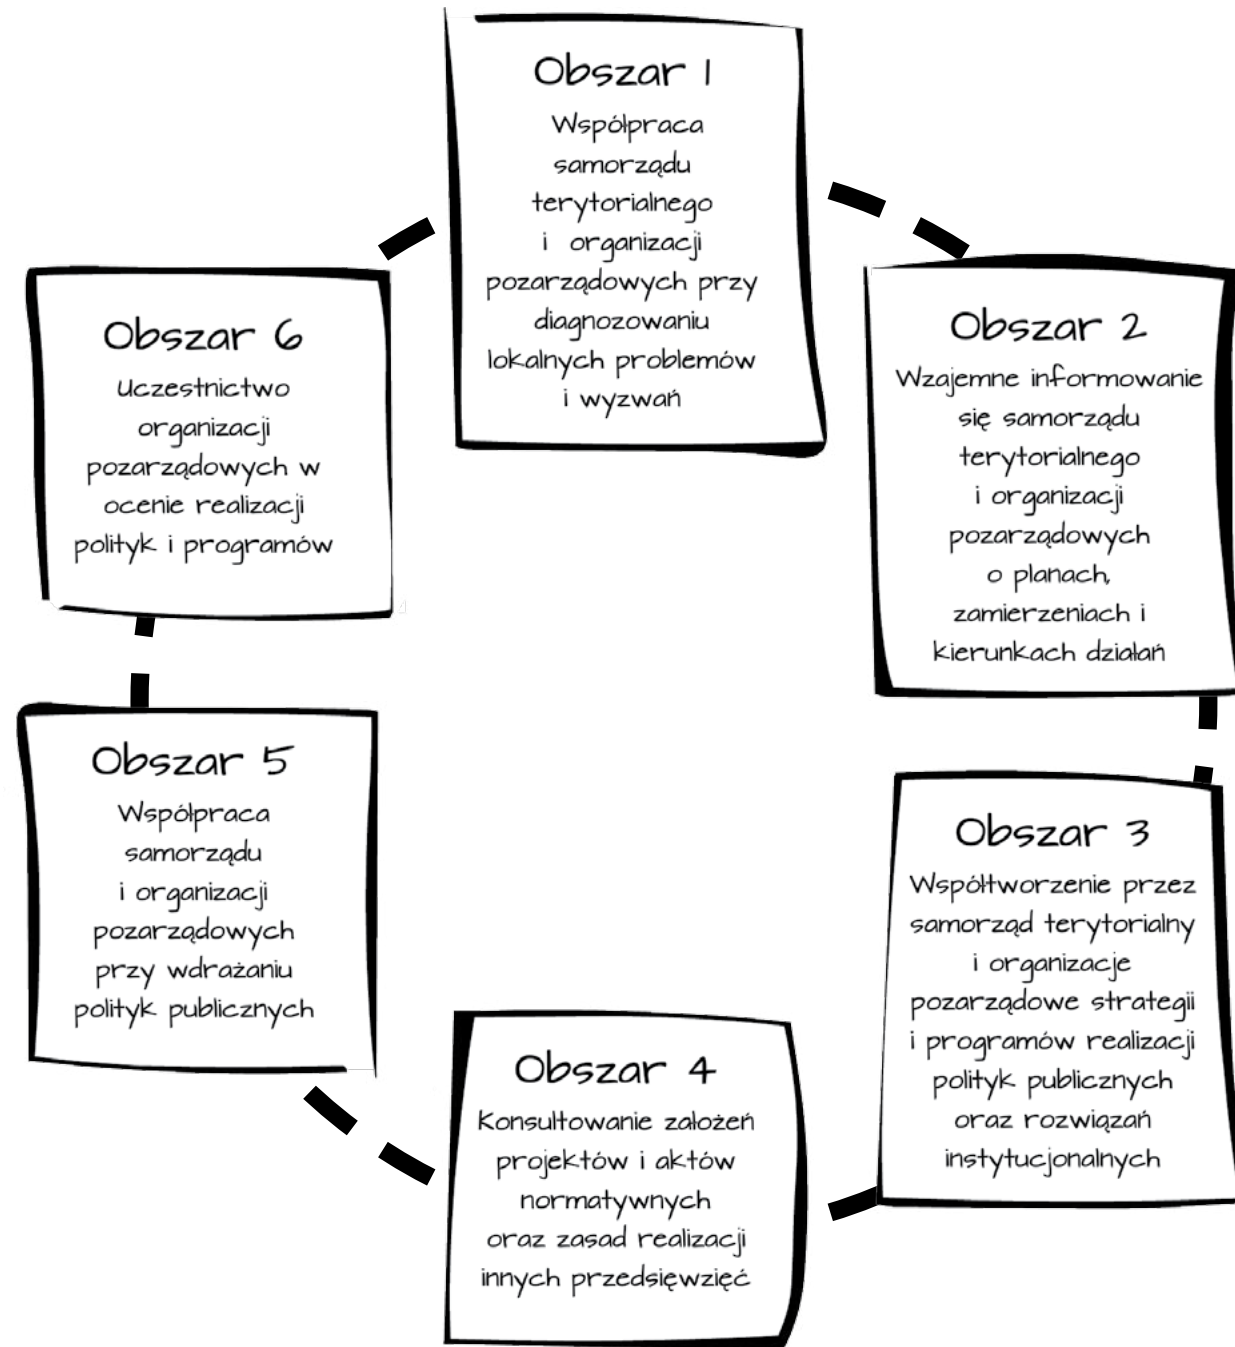 Obszar 1
Współpraca
samorządu
terytorialnego
i organizacji
pozarządowych przy
diagnozowaniu
lokalnych problemów
i wyzwań
Obszar 2
Wzajemne informowanie
się samorządu
terytorialnego
i organizacji
pozarządowych
o planach,
zamierzeniach i
kierunkach działań
Obszar 3
Współtworzenie przez
samorząd terytorialny
i organizacje
pozarządowe strategii
i programów realizacji
polityk publicznych
oraz rozwiązań
instytucjonalnych
Obszar 4
Konsultowanie założeń
projektów i aktów
normatywnych
oraz zasad realizacji
innych przedsięwzięć
Obszar 5
Współpraca
samorządu
i organizacji
pozarządowych
przy wdrażaniu
polityk publicznych
Obszar 6
Uczestnictwo
organizacji
pozarządowych w
ocenie realizacji
polityk i programów